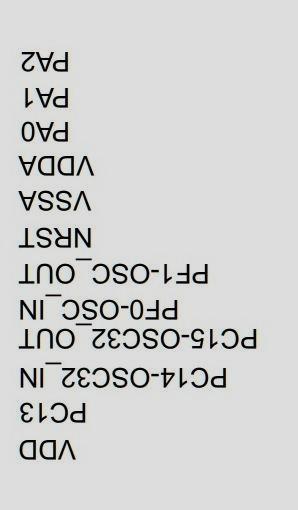 VDD
PC13
PC14-OSC32_IN
PC15-OSC32_OUT
PF0-OSC_IN
PF1-OSC_OUT
NRST
VSSA
VDDA
PA0
PA1
PA2